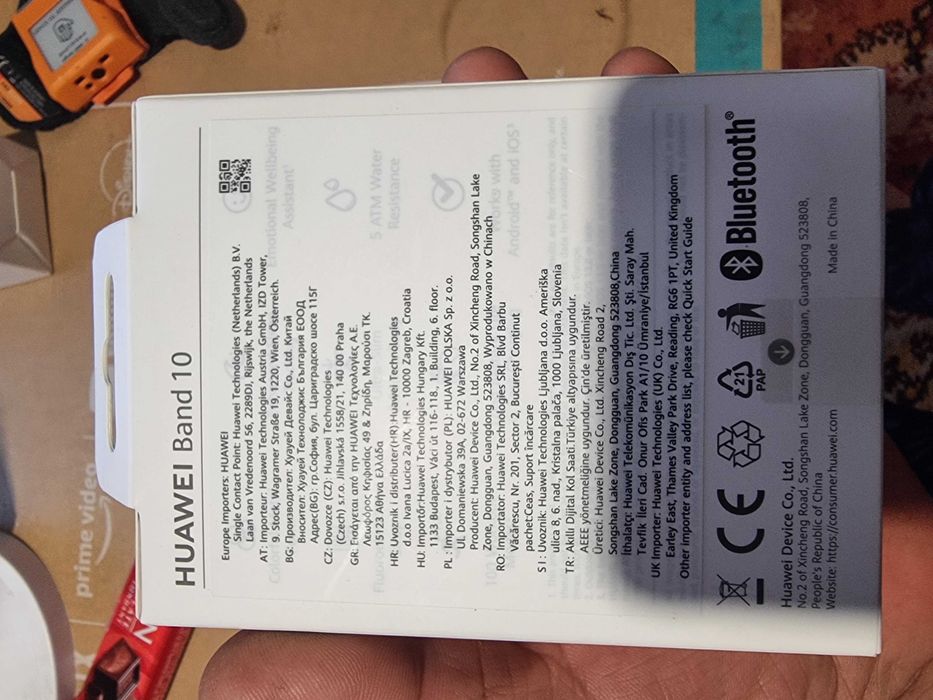 HUAWEI Band 10
Europe Importers: HUAWEI
Single Contact Point: Huawei Technologies (Netherlands) B.V.
Laan van Vredenoord 56, 2289DJ, Rijswijk, the Netherlands
AT: Importeur: Huawei Technologies Austria GmbH, IZD Tower,
9. Stock, Wagramer Straße 19, 1220, Wien, Österreich.
BG: Производител: Хуауей Девайс Ко., Ltd. Китай
Вносител: Хуауей Технолоджис България ЕООД
Адрес(BG): гр.София, бул. Цариградско шосе 115Г
CZ: Dovozce (CZ): Huawei Technologies
(Czech) s.r.o. Jihlavská 1558/21, 140 00 Praha
GR: Εισάγεται από την HUAWEI Τεχνολογίες Α.Ε.
Λεωφόρος Κηφισίας 49 & Ζηρίδη, Μαρούσι ΤΚ.
15123 Αθήνα Ελλάδα
HR: Uvoznik i distributer(HR):Huawei Technologies
d.o.o Ivana Lucica 2a/IX, HR - 10000 Zagreb, Croatia
HU: Importőr:Huawei Technologies Hungary Kft.
1133 Budapest, Váci út 116-118., 1. Building, 6. floor.
PL: Importer i dystrybutor (PL): HUAWEI POLSKA Sp. z o.o.
UL Domaniewska 39A, 02-672 Warszawa
Producent: Huawei Device Co., Ltd., No.2 of Xincheng Road, Songshan Lake
Zone, Dongguan, Guangdong 523808, Wyprodukowano w Chinach
RO: Importator: Huawei Technologies SRL, Blvd Barbu
Văcărescu, Nr. 201, Sector 2, București Continut
pachet:Ceas, Suport încărcare
SI: Uvoznik: Huawei Technologies Ljubljana d.o.o. Ameriška
ulica 8, 6. nad., Kristalna palača, 1000 Ljubljana, Slovenia
TR: Akıllı Dijital Kol Saati.Türkiye altyapısına uygundur.
AEEE yönetmeliğine uygundur. Çin'de üretilmiştir.
Üretici: Huawei Device Co., Ltd. Xincheng Road 2,
Songshan Lake Zone, Dongguan, Guangdong 523808,China
İthalatçı: Huawei Telekomünikasyon Dış Tic. Ltd. Şti. Saray Mah.
Tevfik İleri Cad. Onur Ofis Park A1/10 Ümraniye/İstanbul
UK Importer: Huawei Technologies (UK) Co., Ltd.
Earley East, Thames Valley Park Drive, Reading, RG6 1PT, United Kingdom
Other importer entity and address list, please check Quick Start Guide
Emotional Wellbeing
Assistant¹
5 ATM Water
Resistance
Works with
Android™ and iOS³
CE
21
PAP
Bluetooth®
Huawei Device Co., Ltd.
No.2 of Xincheng Road, Songshan Lake Zone, Dongguan, Guangdong 523808,
People's Republic of China
Website: https://consumer.huawei.com
Made in China
prime video